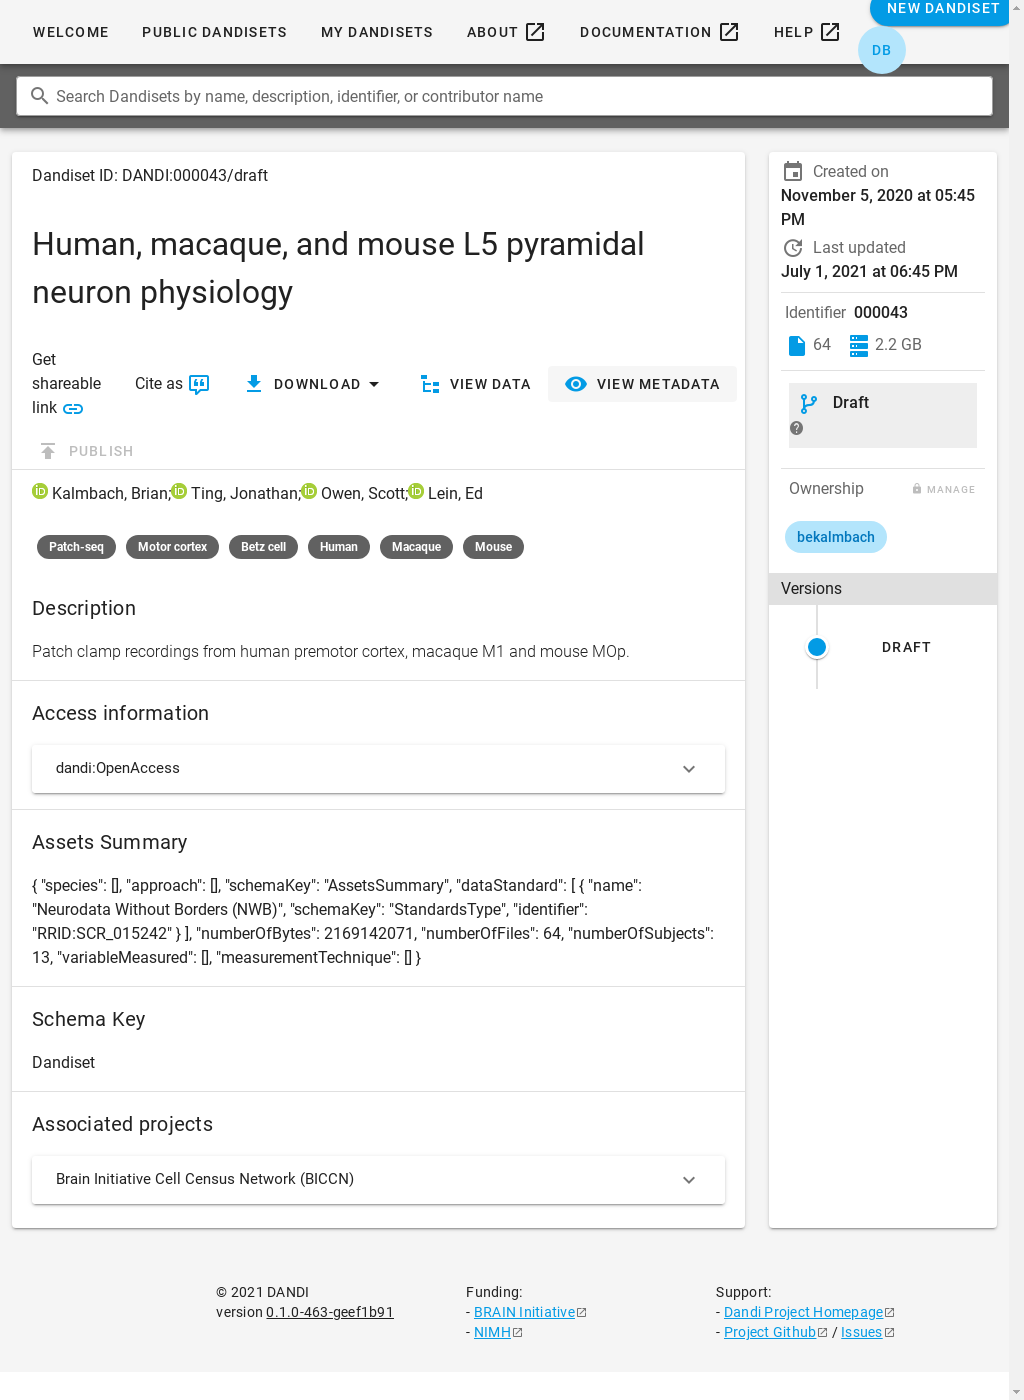 WELCOME PUBLIC DANDISETS MY DANDISETS ABOUT DOCUMENTATION HELP NEW DANDISET
DB
Search Dandisets by name, description, identifier, or contributor name
Dandiset ID: DANDI:000043/draft
Human, macaque, and mouse L5 pyramidal
neuron physiology
Get
shareable
link
Cite as
DOWNLOAD
VIEW DATA
VIEW METADATA
PUBLISH
Kalmbach, Brian; Ting, Jonathan; Owen, Scott; Lein, Ed
Patch-seq Motor cortex Betz cell Human Macaque Mouse
Description
Patch clamp recordings from human premotor cortex, macaque M1 and mouse MOp.
Access information
dandi:OpenAccess
Assets Summary
{ "species": [], "approach": [], "schemaKey": "AssetsSummary", "dataStandard": [ { "name":
"Neurodata Without Borders (NWB)", "schemaKey": "StandardsType", "identifier":
"RRID:SCR_015242" } ], "numberOfBytes": 2169142071, "numberOfFiles": 64, "numberOfSubjects":
13, "variableMeasured": [], "measurementTechnique": [] }
Schema Key
Dandiset
Associated projects
Brain Initiative Cell Census Network (BICCN)
Created on
November 5, 2020 at 05:45
PM
Last updated
July 1, 2021 at 06:45 PM
Identifier 000043
64 2.2 GB
Draft
Ownership MANAGE
bekalmbach
Versions
DRAFT
© 2021 DANDI
version 0.1.0-463-geef1b91
Funding:
- BRAIN Initiative
- NIMH
Support:
- Dandi Project Homepage
- Project Github / Issues